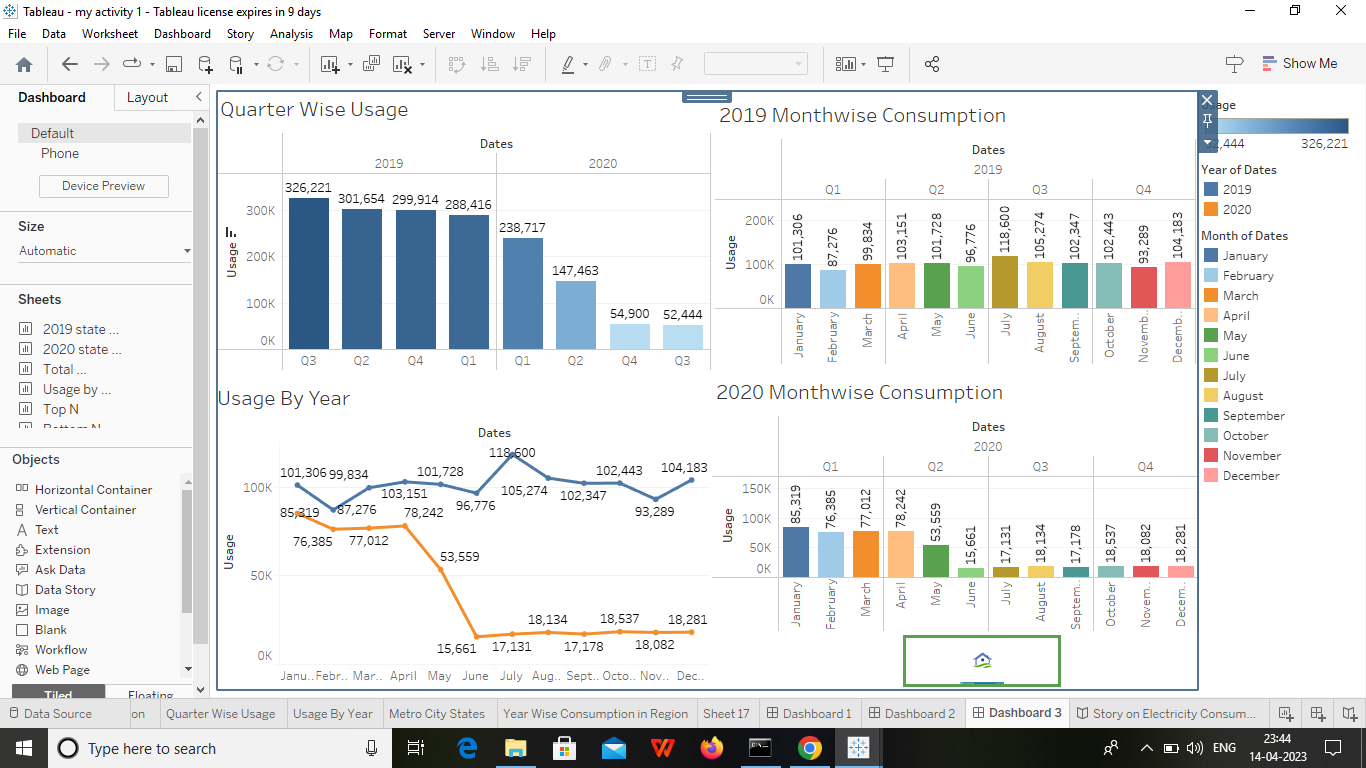 Tableau - my activity 1 - Tableau license expires in 9 days
File Data Worksheet Dashboard Story Analysis Map Format Server Window Help
Show Me
Dashboard Layout
Default
Phone
Device Preview
Size
Automatic
Sheets
2019 state ...
2020 state ...
Total ...
Usage by ...
Top N
Bottom N
Objects
Horizontal Container
Vertical Container
Text
Extension
Ask Data
Data Story
Image
Blank
Workflow
Web Page
Tiled Floating
Quarter Wise Usage
Dates
2019 2020
Usage
300K
200K
100K
0K
326,221 301,654 299,914 288,416 238,717 147,463 54,900 52,444
Q3 Q2 Q4 Q1 Q1 Q2 Q4 Q3
2019 Monthwise Consumption
Dates
2019
Q1 Q2 Q3 Q4
Usage
200K
100K
0K
101,306 87,276 99,834 103,151 101,728 96,776 118,600 105,274 102,347 102,443 93,289 104,183
January February March April May June July August Septem.. October Novemb.. Decemb..
Usage By Year
Dates
Usage
100K
50K
0K
101,306 87,276 99,834 103,151 101,728 96,776 118,600 105,274 102,347 102,443 93,289 104,183
85,319 76,385 77,012 78,242 53,559 15,661 17,131 18,134 17,178 18,537 18,082 18,281
Janu.. Febr.. Mar.. April May June July Aug.. Sept.. Octo.. Nov.. Dec..
2020 Monthwise Consumption
Dates
2020
Q1 Q2 Q3 Q4
Usage
150K
100K
50K
0K
85,319 76,385 77,012 78,242 53,559 15,661 17,131 18,134 17,178 18,537 18,082 18,281
January February March April May June July August Septem.. October Novem.. Decem..
326,221
Year of Dates
2019
2020
Month of Dates
January
February
March
April
May
June
July
August
September
October
November
December
Data Source on Quarter Wise Usage Usage By Year Metro City States Year Wise Consumption in Region Sheet 17 Dashboard 1 Dashboard 2 Dashboard 3 Story on Electricity Consum...
Type here to search
ENG
23:44
14-04-2023